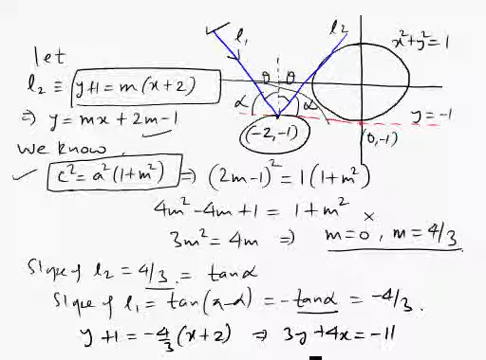 l₁
l₂
x²+y²=1
let
l₂ ≡ y+1=m(x+2)
θ θ
α α
y=-1
⇒ y=mx+2m-1
(-2,-1)
(0,-1)
we know,
c²=a²(1+m²) ⇒ (2m-1)²=1(1+m²)
4m²-4m+1=1+m²
3m²=4m ⇒ m=0, m=4/3
×
Slope of l₂ = 4/3 = tanα
Slope of l₁ = tan(π-α) = -tanα = -4/3.
y+1=-4/3(x+2) ⇒ 3y+4x=-11